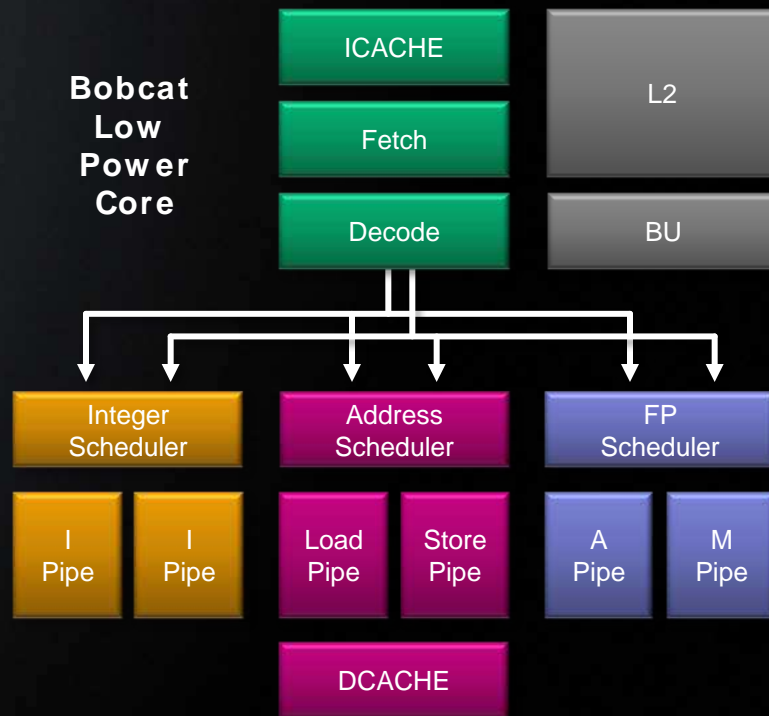 Bobcat
Low
Power
Core
ICACHE
Fetch
Decode
L2
BU
Integer
Scheduler
Address
Scheduler
FP
Scheduler
I
Pipe
I
Pipe
Load
Pipe
Store
Pipe
A
Pipe
M
Pipe
DCACHE